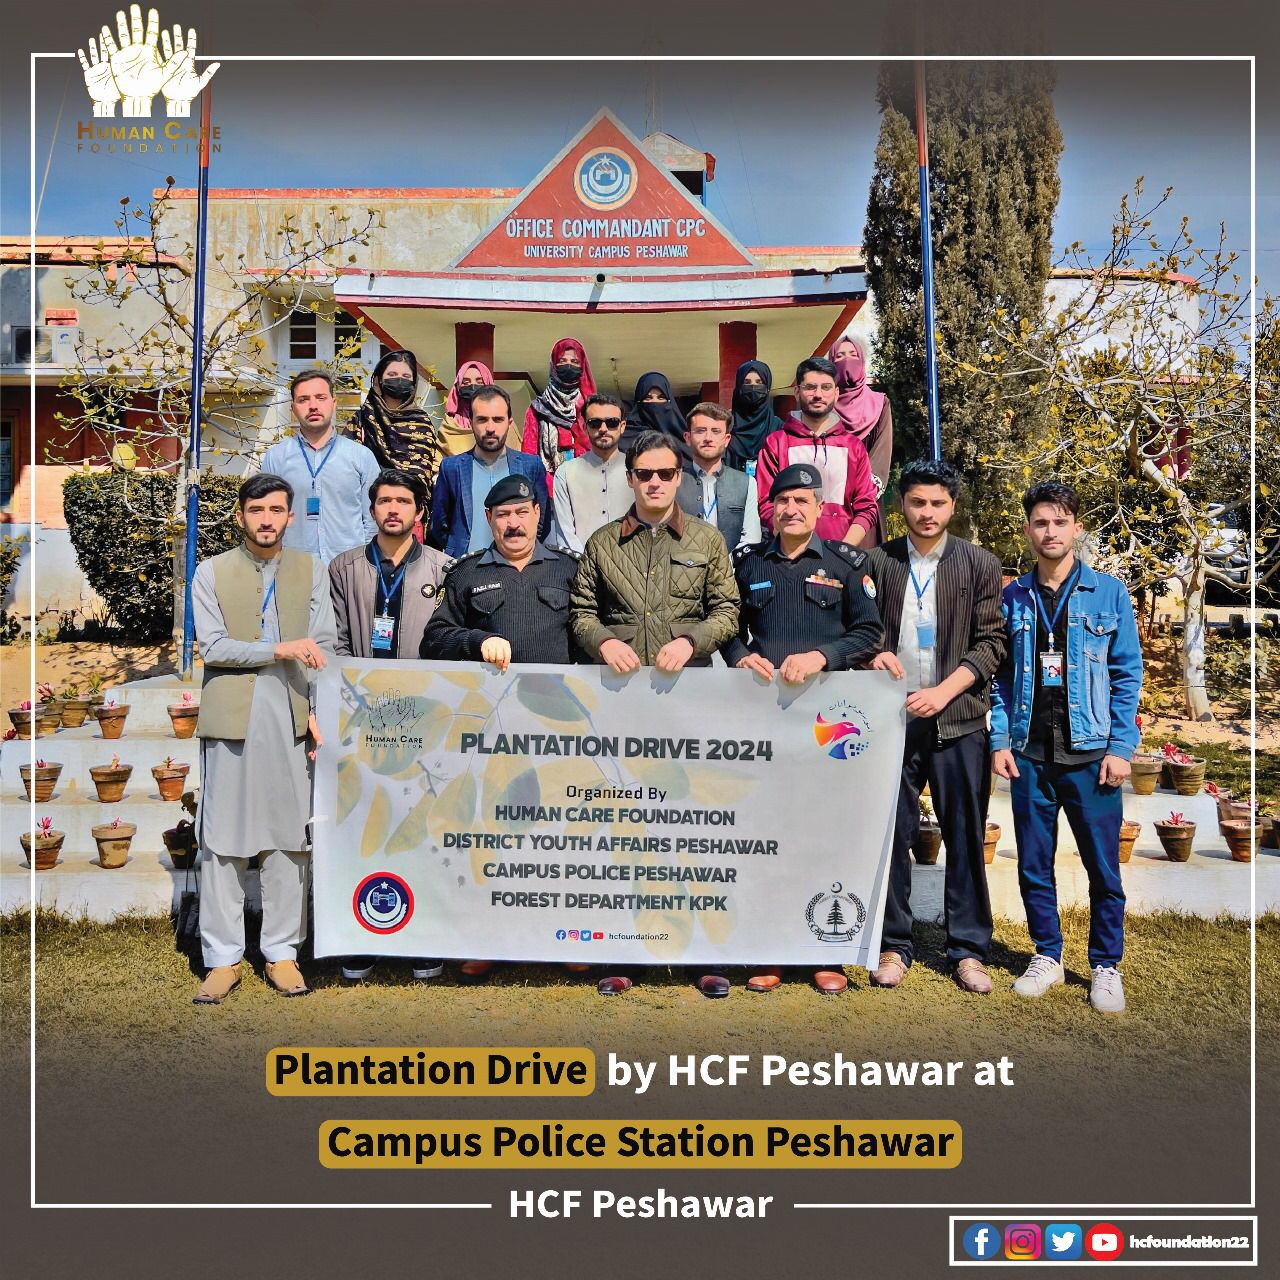 HUMAN CARE
FOUNDATION
OFFICE COMMANDANT CPC
UNIVERSITY CAMPUS PESHAWAR
HUMAN CARE
FOUNDATION
PLANTATION DRIVE 2024
Organized By
HUMAN CARE FOUNDATION
DISTRICT YOUTH AFFAIRS PESHAWAR
CAMPUS POLICE PESHAWAR
FOREST DEPARTMENT KPK
hcfoundation22
Plantation Drive by HCF Peshawar at
Campus Police Station Peshawar
HCF Peshawar
hcfoundation22